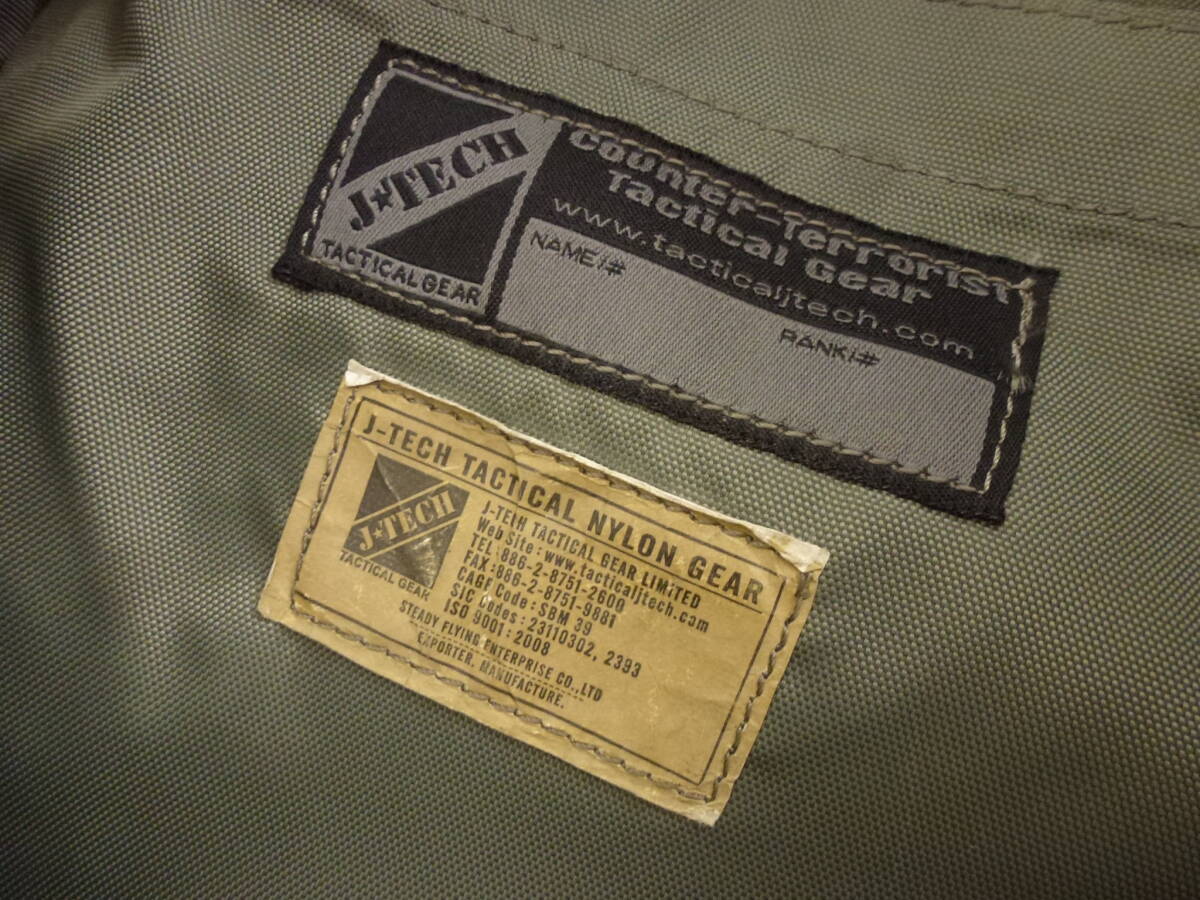 J★TECH
TACTICAL GEAR
Counter-Terrorist
Tactical Gear
www.tacticaljtech.com
NAME/#
RANK/#
J-TECH TACTICAL NYLON GEAR
J★TECH
TACTICAL GEAR
J-TECH TACTICAL GEAR LIMITED
Web Site : www.tacticaljtech.com
TEL :886-2-8751-2600
FAX :886-2-8751-9881
CAGE Code : SBM 39
SIC Codes : 23110302, 2393
ISO 9001 : 2008
STEADY FLYING ENTERPRISE CO.,LTD
EXPORTER. MANUFACTURE.